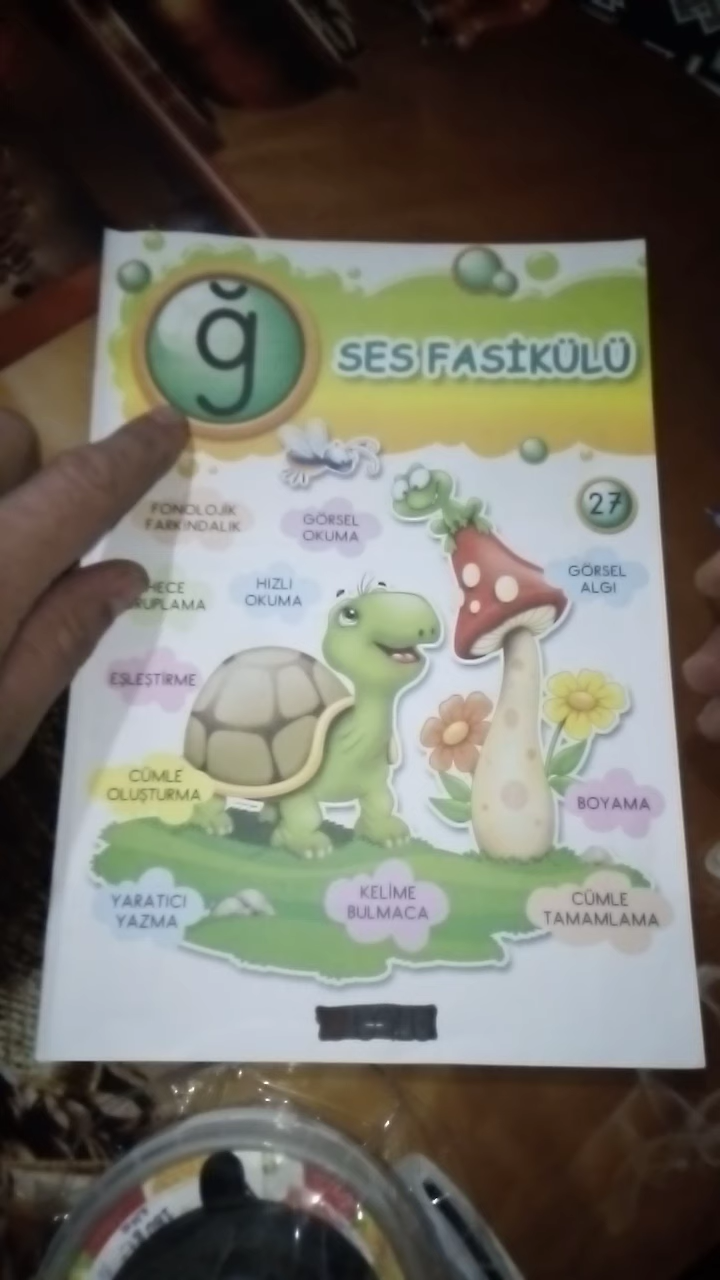 ğ
SES FASİKÜLÜ
27
FONOLOJİK
FARKINDALIK
GÖRSEL
OKUMA
GÖRSEL
ALGI
HIZLI
OKUMA
HECE
EŞLEŞTİRME
CÜMLE
OLUŞTURMA
BOYAMA
YARATICI
YAZMA
KELİME
BULMACA
CÜMLE
TAMAMLAMA